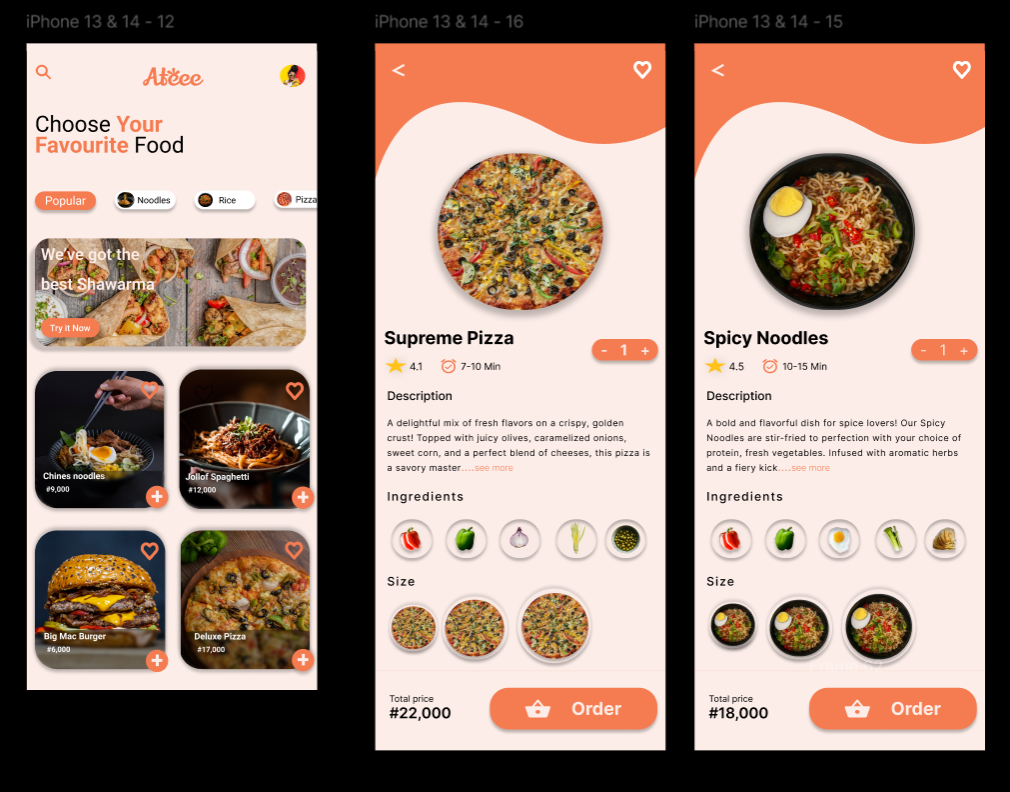 iPhone 13 & 14 - 12
Ateee
Choose Your
Favourite Food
Popular
Noodles
Rice
Pizza
We've got the
best Shawarma
Try it Now
Chines noodles
#9,000
+
Jollof Spaghetti
#12,000
+
Big Mac Burger
#6,000
+
Deluxe Pizza
#17,000
+
iPhone 13 & 14 - 16
<
Supreme Pizza
- 1 +
4.1
7-10 Min
Description
A delightful mix of fresh flavors on a crispy, golden
crust! Topped with juicy olives, caramelized onions,
sweet corn, and a perfect blend of cheeses, this pizza is
a savory master....see more
Ingredients
Size
Total price
#22,000
Order
iPhone 13 & 14 - 15
<
Spicy Noodles
- 1 +
4.5
10-15 Min
Description
A bold and flavorful dish for spice lovers! Our Spicy
Noodles are stir-fried to perfection with your choice of
protein, fresh vegetables. Infused with aromatic herbs
and a fiery kick....see more
Ingredients
Size
Total price
#18,000
Order